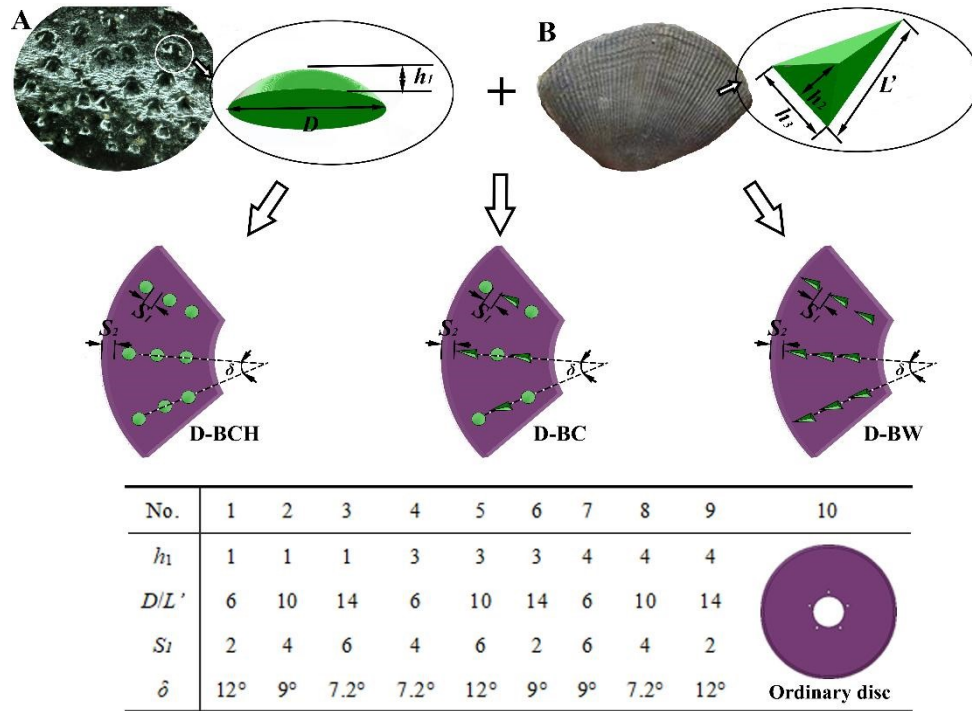 A
h1
D
+
B
h2
h3
L'
S1
S2
δ
D-BCH
S1
S2
δ
D-BC
S1
S2
δ
D-BW
No. 1 2 3 4 5 6 7 8 9 10
h1 1 1 1 3 3 3 4 4 4
D/L' 6 10 14 6 10 14 6 10 14
S1 2 4 6 4 6 2 6 4 2
δ 12° 9° 7.2° 7.2° 12° 9° 9° 7.2° 12°
Ordinary disc